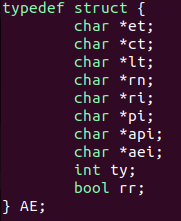 typedef struct {
        char *et;
        char *ct;
        char *lt;
        char *rn;
        char *ri;
        char *pi;
        char *api;
        char *aei;
        int ty;
        bool rr;
} AE;